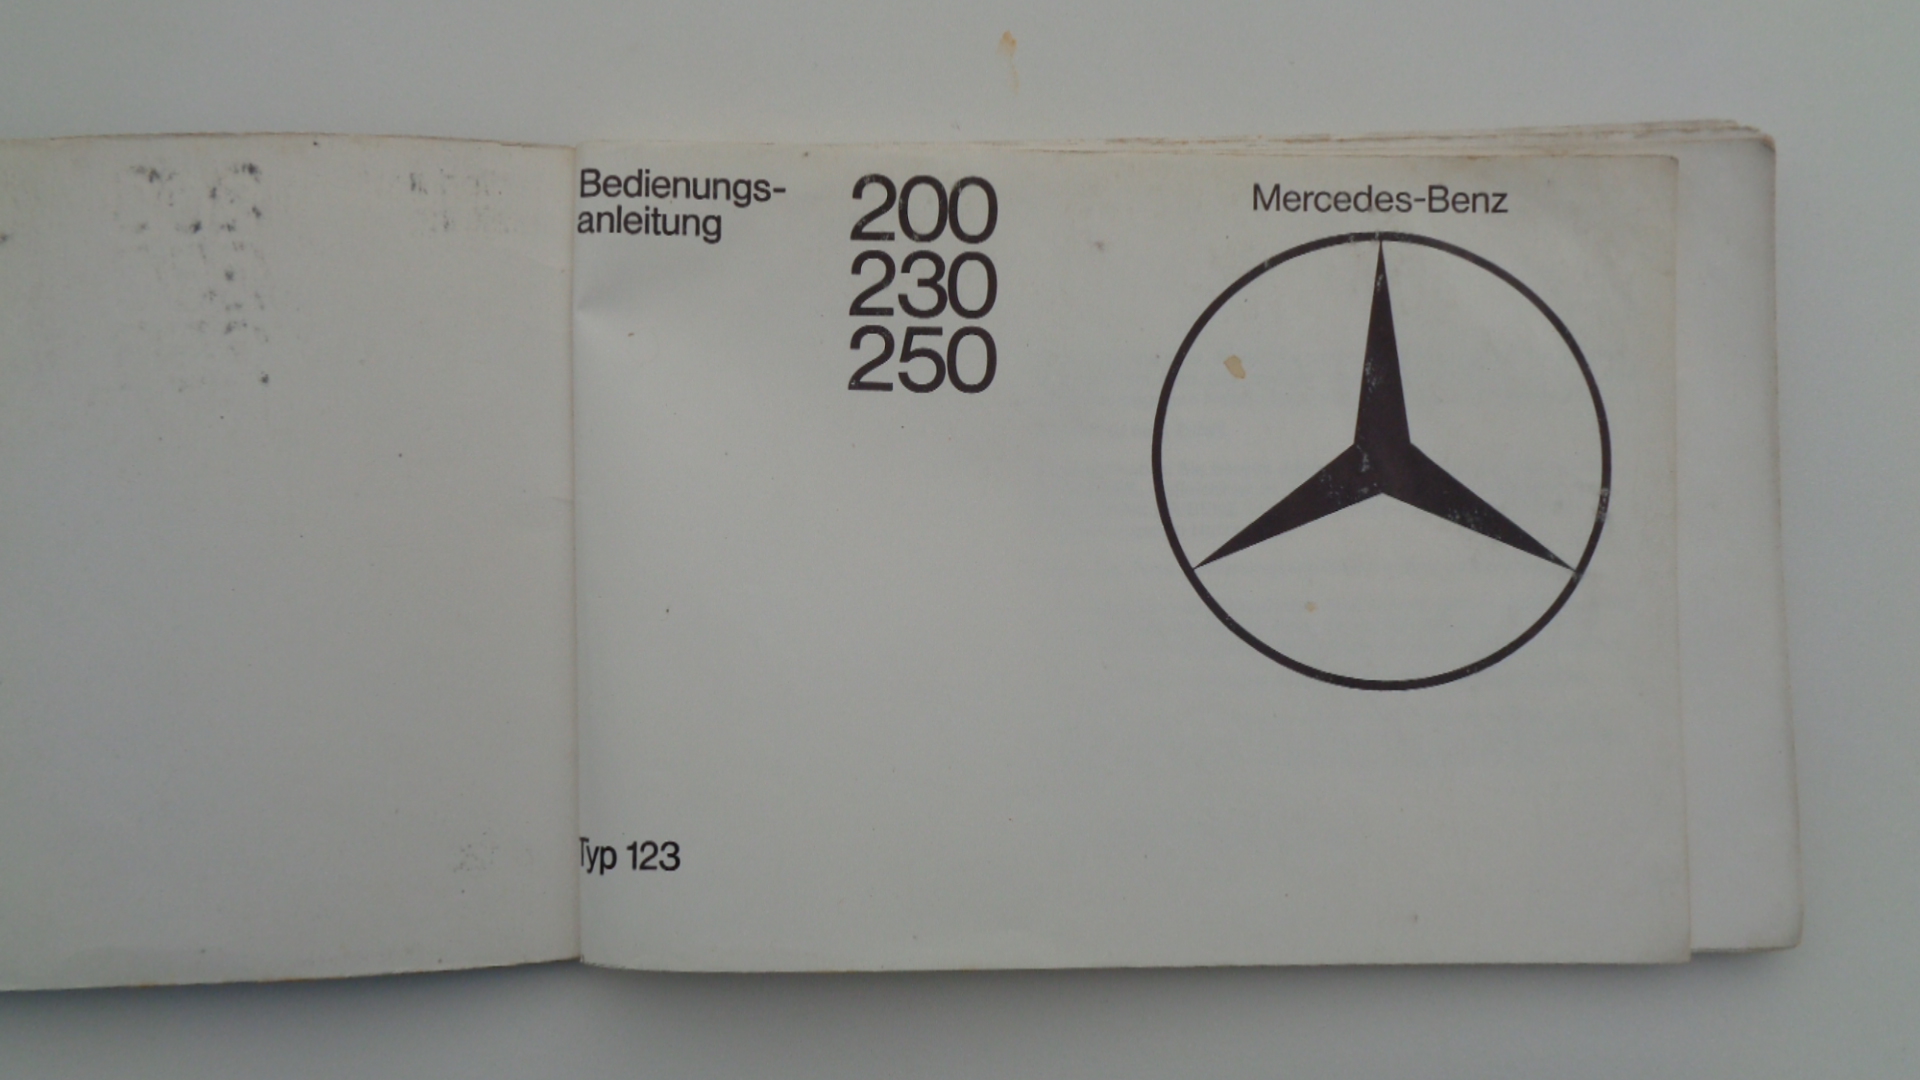 Bedienungs-
anleitung
200
230
250
Mercedes-Benz
Typ 123